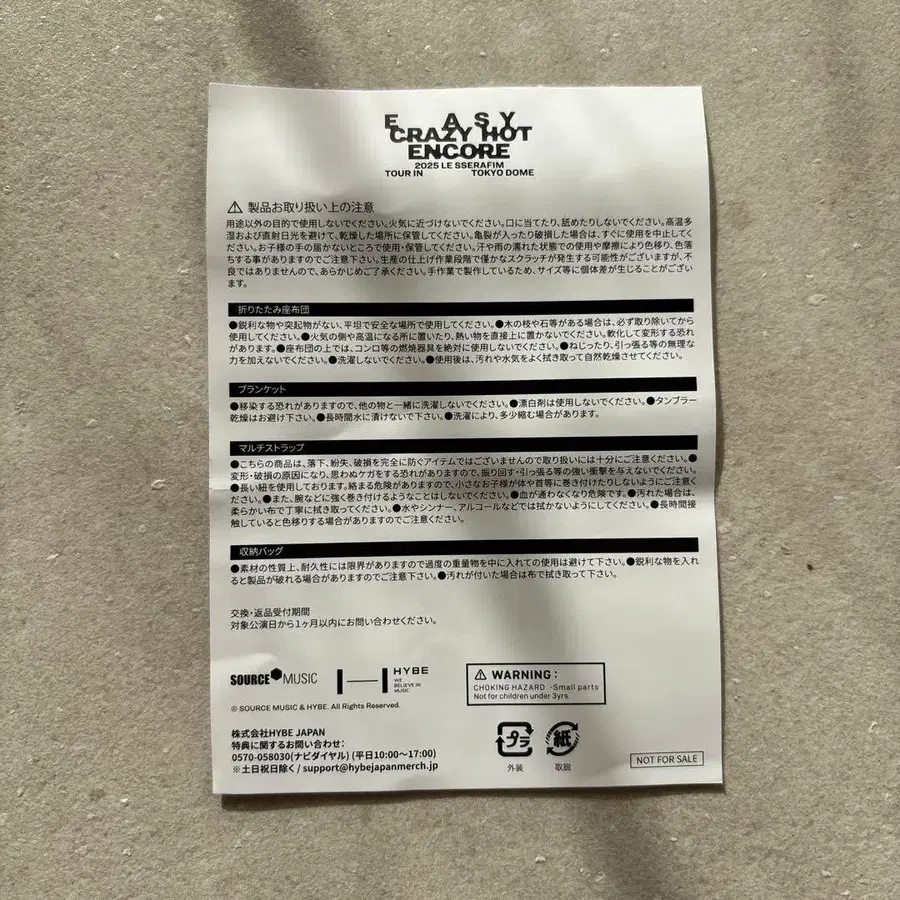 E ASY
CRAZY HOT
ENCORE
2025 LE SSERAFIM
TOUR IN TOKYO DOME
⚠ 製品お取り扱い上の注意
用途以外の目的で使用しないでください。火気に近づけないでください。口に当てたり、舐めたりしないでください。高温多
湿および直射日光を避けて、乾燥した場所に保管してください。亀裂が入ったり破損した場合は、すぐに使用を中止してく
ださい。お子様の手の届かないところで使用・保管してください。汗や雨の濡れた状態での使用や摩擦により色移り、色落
ちする事がありますのでご注意下さい。生産の仕上げ作業段階で僅かなスクラッチが発生する可能性がございますが、不
良ではありませんので、あらかじめご了承ください。手作業で製作しているため、サイズ等に個体差が生じることがござい
ます。
折りたたみ座布団
●鋭利な物や突起物がない、平坦で安全な場所で使用してください。●木の枝や石等がある場合は、必ず取り除いてから
使用してください。●火気の側や高温になる所に置いたり、熱い物を直接上に置かないでください。軟化して変形する恐れ
があります。●座布団の上では、コンロ等の燃焼器具を絶対に使用しないでください。●ねじったり、引っ張る等の無理な
力を加えないでください。●洗濯しないでください。●使用後は、汚れや水気をよく拭き取って自然乾燥させてください。
ブランケット
●移染する恐れがありますので、他の物と一緒に洗濯しないでください。●漂白剤は使用しないでください。●タンブラー
乾燥はお避け下さい。●長時間水に漬けないで下さい。●洗濯により、多少縮む場合があります。
マルチストラップ
●こちらの商品は、落下、紛失、破損を完全に防ぐアイテムではございませんので取り扱いには十分にご注意ください。●
変形・破損の原因になり、思わぬケガをする恐れがありますので、振り回す・引っ張る等の強い衝撃を与えないでください。
●長い紐を使用しております。絡まる危険がありますので、小さなお子様が体や首等に巻き付けたりしないようにご注意く
ださい。●また、腕などに強く巻き付けるようなことはしないでください。●血が通わなくなり危険です。●汚れた場合は、
柔らかい布で丁寧に拭き取ってください。●水やシンナー、アルコールなどでは拭かないようにしてください。●長時間接
触していると色移りする場合がありますのでご注意ください。
収納バッグ
●素材の性質上、耐久性には限界がありますので過度の重量物を中に入れての使用は避けて下さい。●鋭利な物を入れ
ると製品が破れる場合がありますのでご注意下さい。●汚れが付いた場合は布で拭き取って下さい。
交換・返品受付期間
対象公演日から1ヶ月以内にお問い合わせください。
SOURCE MUSIC
HYBE
WE
BELIEVE IN
MUSIC
© SOURCE MUSIC & HYBE. All Rights Reserved.
⚠ WARNING :
CHOKING HAZARD -Small parts
Not for children under 3yrs.
株式会社HYBE JAPAN
特典に関するお問い合わせ：
0570-058030(ナビダイヤル) (平日10:00～17:00)
※土日祝日除く / support@hybejapanmerch.jp
プラ
外装
紙
取説
NOT FOR SALE